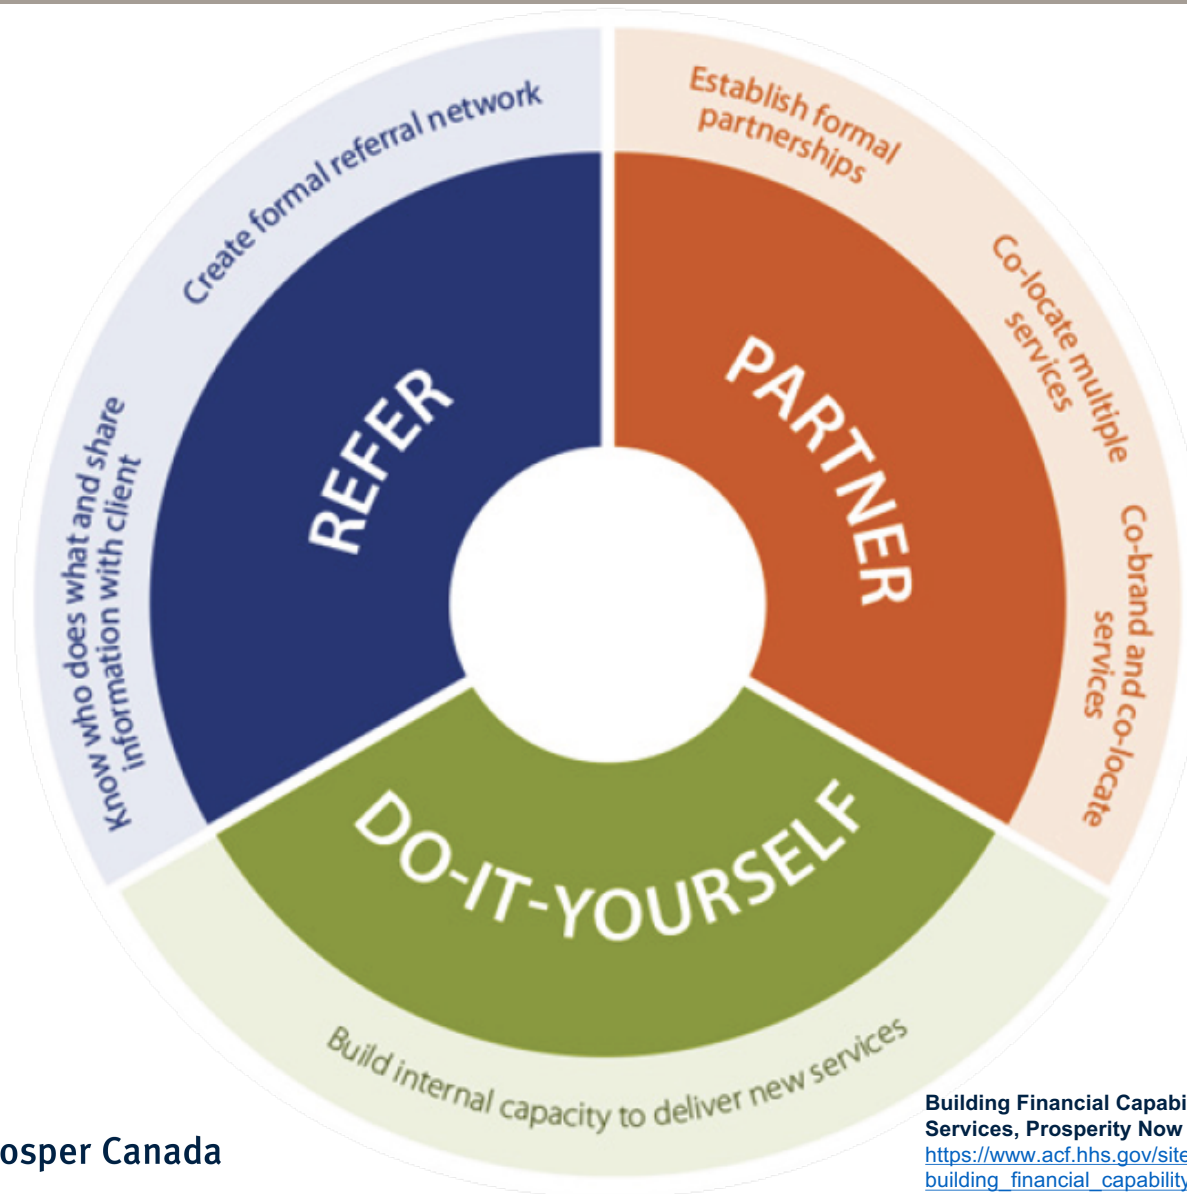 Create formal referral network
Know who does what and share
information with client
REFER
Establish formal
partnerships
Co-locate multiple
services
Co-brand and co-locate
services
PARTNER
DO-IT-YOURSELF
Build internal capacity to deliver new services
osper Canada
Building Financial Capabi
Services, Prosperity Now
https://www.acf.hhs.gov/site
building_financial_capability